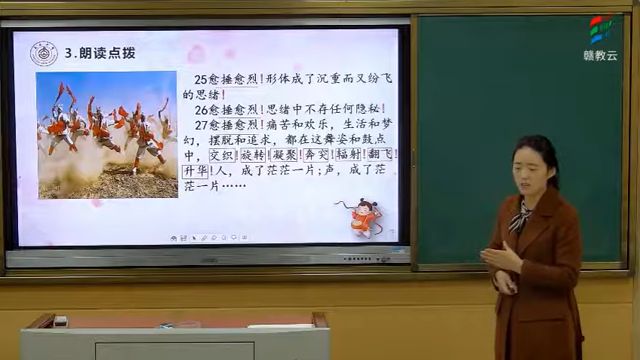 3.朗读点拨
25愈捶愈烈！形体成了沉重而又纷飞
的思绪！
26愈捶愈烈！思绪中不存任何隐秘！
27愈捶愈烈！痛苦和欢乐，生活和梦
幻，摆脱和追求，都在这舞姿和鼓点
中，交织！旋转！凝聚！奔突！辐射！翻飞！
升华！人，成了茫茫一片；声，成了茫
茫一片……
赣教云